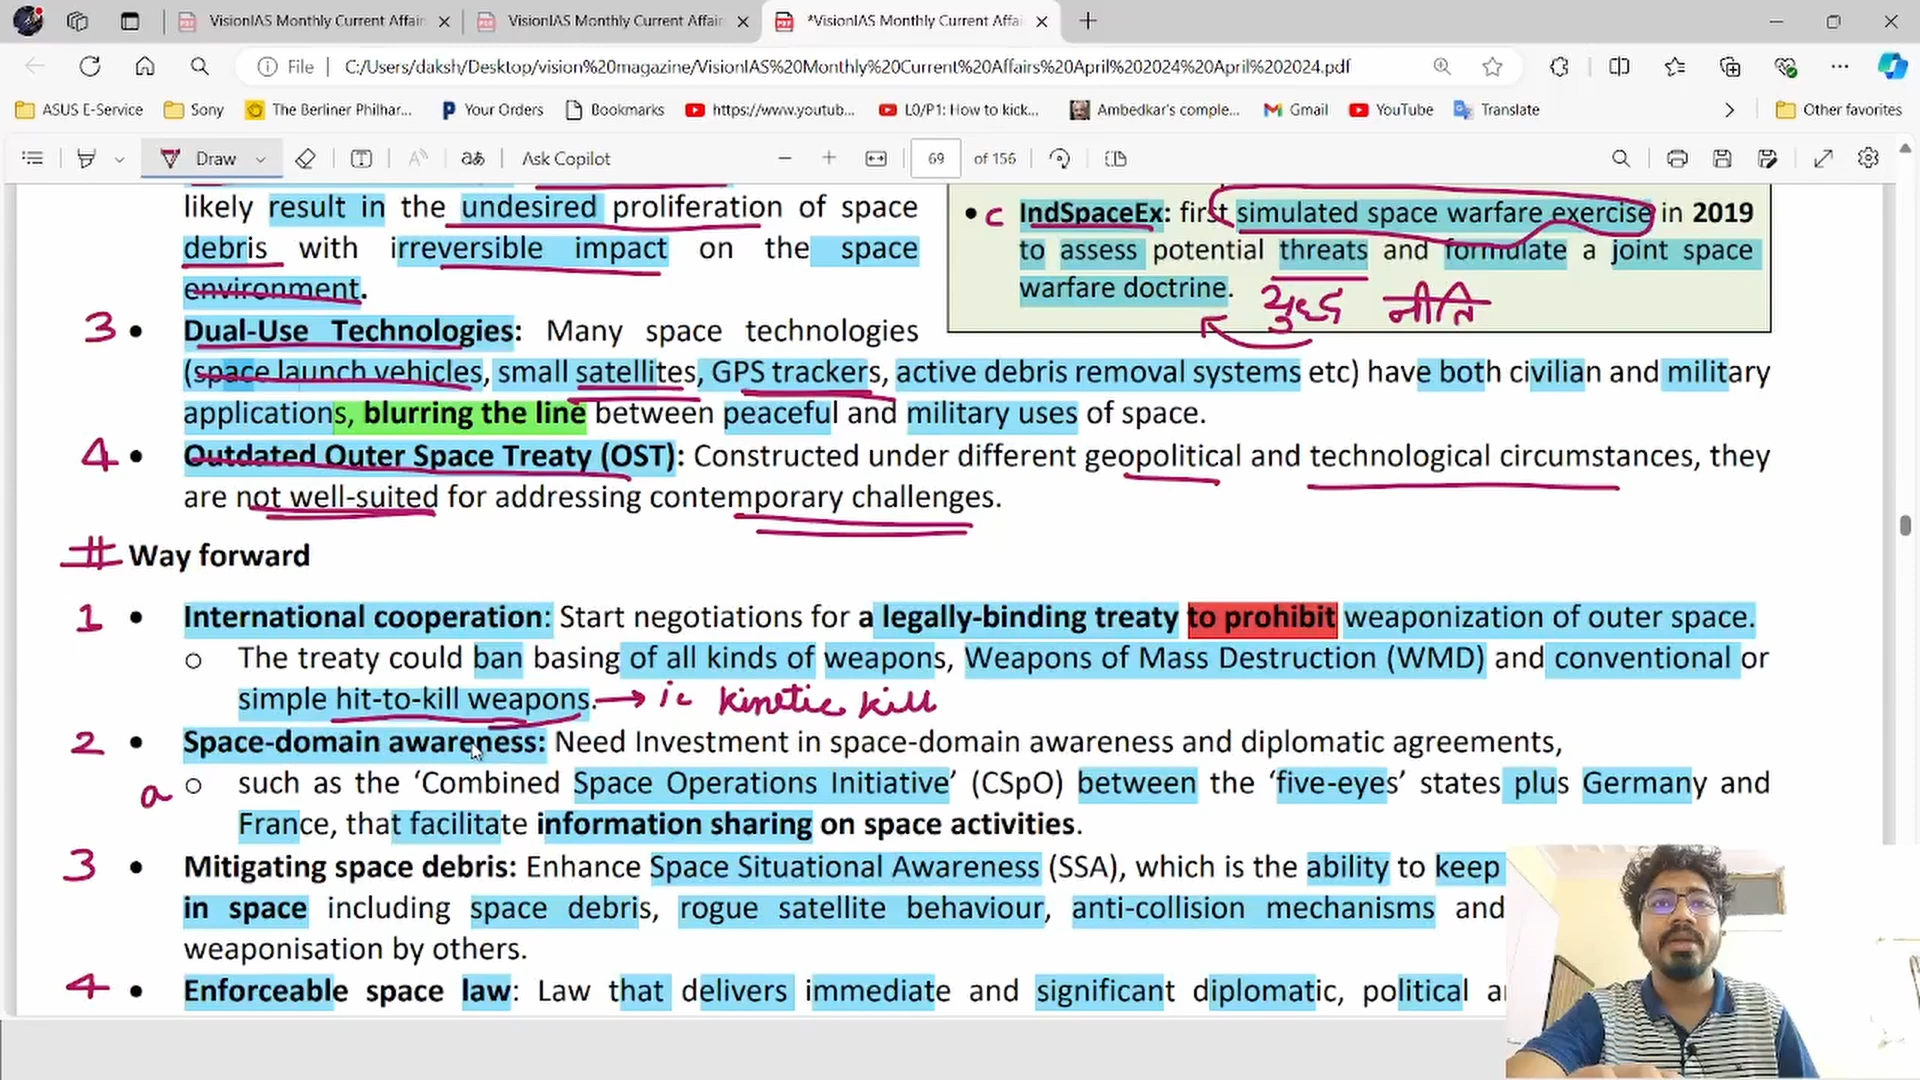 VisionIAS Monthly Current Affair
VisionIAS Monthly Current Affair
*VisionIAS Monthly Current Affai
File
C:/Users/daksh/Desktop/vision%20magazine/VisionIAS%20Monthly%20Current%20Affairs%20April%202024%20April%202024.pdf
ASUS E-Service
Sony
The Berliner Philhar...
Your Orders
Bookmarks
https://www.youtub...
L0/P1: How to kick...
Ambedkar's comple...
Gmail
YouTube
Translate
Other favorites
Draw
Ask Copilot
69 of 156
likely result in the undesired proliferation of space
debris with irreversible impact on the space
environment.
c IndSpaceEx: first simulated space warfare exercise in 2019
to assess potential threats and formulate a joint space
warfare doctrine.
युद्ध नीति
3 • Dual-Use Technologies: Many space technologies
(space launch vehicles, small satellites, GPS trackers, active debris removal systems etc) have both civilian and military
applications, blurring the line between peaceful and military uses of space.
4 • Outdated Outer Space Treaty (OST): Constructed under different geopolitical and technological circumstances, they
are not well-suited for addressing contemporary challenges.
# Way forward
1 • International cooperation: Start negotiations for a legally-binding treaty to prohibit weaponization of outer space.
o The treaty could ban basing of all kinds of weapons, Weapons of Mass Destruction (WMD) and conventional or
simple hit-to-kill weapons. → ie kinetic kill
2 • Space-domain awareness: Need Investment in space-domain awareness and diplomatic agreements,
a o such as the ‘Combined Space Operations Initiative’ (CSpO) between the ‘five-eyes’ states plus Germany and
France, that facilitate information sharing on space activities.
3 • Mitigating space debris: Enhance Space Situational Awareness (SSA), which is the ability to keep
in space including space debris, rogue satellite behaviour, anti-collision mechanisms and
weaponisation by others.
4 • Enforceable space law: Law that delivers immediate and significant diplomatic, political